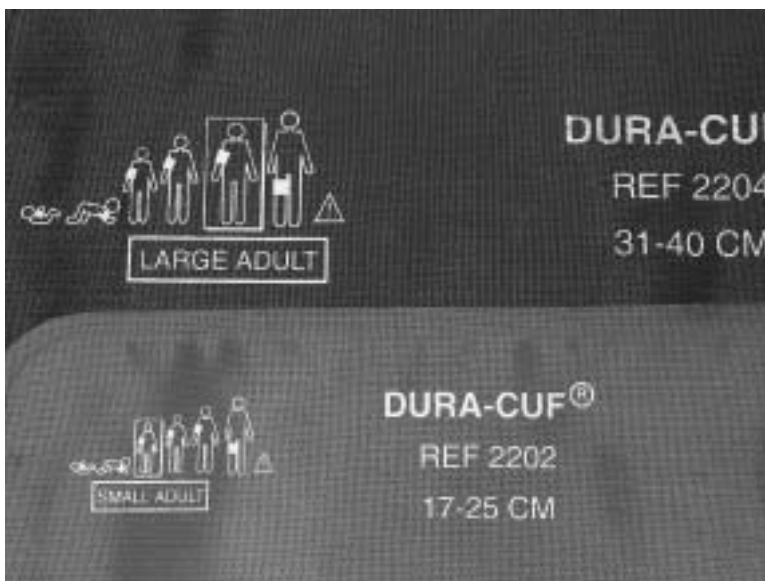 DURA-CUF
REF 2204
31-40 CM
LARGE ADULT
DURA-CUF®
REF 2202
17-25 CM
SMALL ADULT